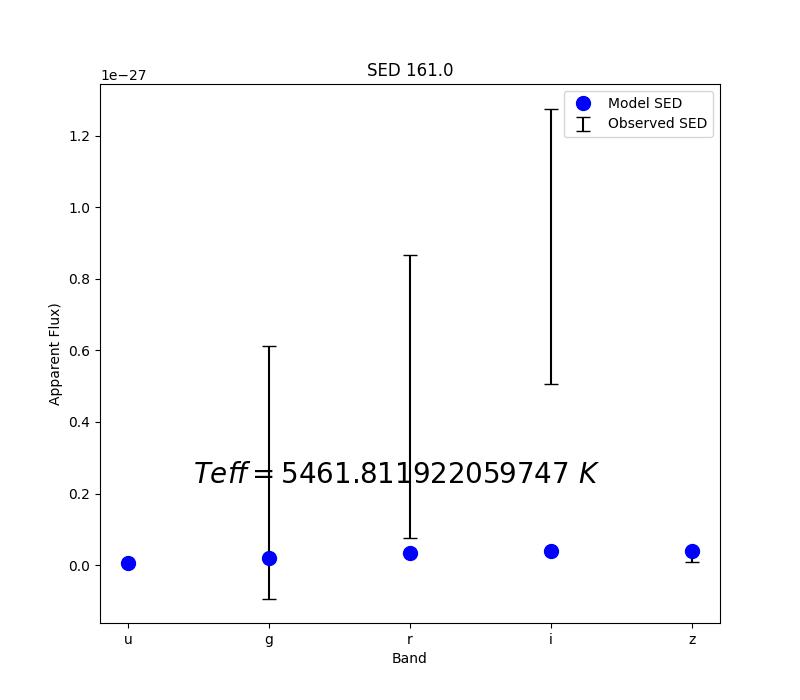 SED 161.0
1e−27
Model SED
Observed SED
1.2
1.0
0.8
0.6
0.4
0.2
0.0
Apparent Flux)
Teff = 5461.811922059747 K
u g r i z
Band